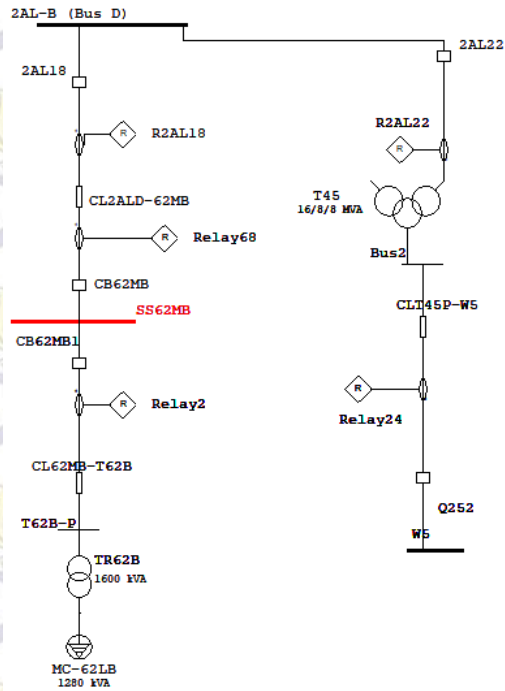 2AL-B (Bus D)
2AL18
2AL22
R
R2AL18
R2AL22
R
CL2ALD-62MB
T45
16/8/8 MVA
R
Relay68
Bus2
CB62MB
SS62MB
CLT45P-W5
CB62MB1
R
Relay2
R
Relay24
CL62MB-T62B
Q252
T62B-P
W5
TR62B
1600 kVA
MC-62LB
1280 kVA